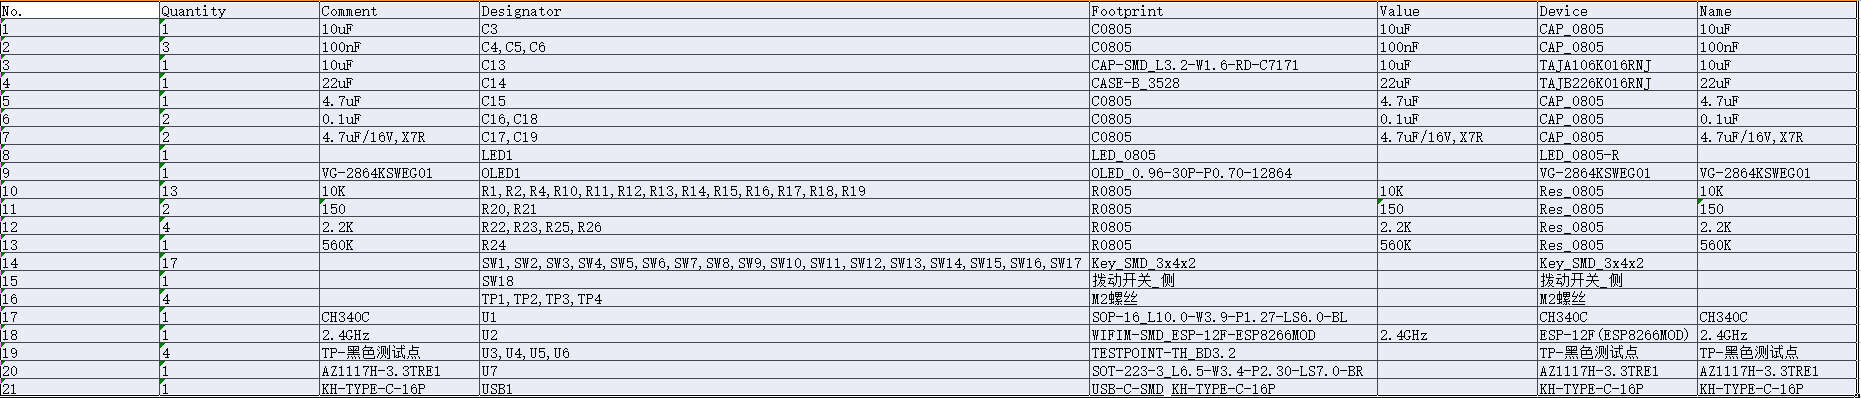 No. Quantity Comment Designator Footprint Value Device Name
1 1 10uF C3 C0805 10uF CAP_0805 10uF
2 3 100nF C4,C5,C6 C0805 100nF CAP_0805 100nF
3 1 10uF C13 CAP-SMD_L3.2-W1.6-RD-C7171 10uF TAJA106K016RNJ 10uF
4 1 22uF C14 CASE-B_3528 22uF TAJB226K016RNJ 22uF
5 1 4.7uF C15 C0805 4.7uF CAP_0805 4.7uF
6 2 0.1uF C16,C18 C0805 0.1uF CAP_0805 0.1uF
7 2 4.7uF/16V,X7R C17,C19 C0805 4.7uF/16V,X7R CAP_0805 4.7uF/16V,X7R
8 1 LED1 LED_0805 LED_0805-R
9 1 VG-2864KSWEG01 OLED1 OLED_0.96-30P-P0.70-12864 VG-2864KSWEG01 VG-2864KSWEG01
10 13 10K R1,R2,R4,R10,R11,R12,R13,R14,R15,R16,R17,R18,R19 R0805 10K Res_0805 10K
11 2 150 R20,R21 R0805 150 Res_0805 150
12 4 2.2K R22,R23,R25,R26 R0805 2.2K Res_0805 2.2K
13 1 560K R24 R0805 560K Res_0805 560K
14 17 SW1,SW2,SW3,SW4,SW5,SW6,SW7,SW8,SW9,SW10,SW11,SW12,SW13,SW14,SW15,SW16,SW17 Key_SMD_3x4x2 Key_SMD_3x4x2
15 1 SW18 拨动开关_侧 拨动开关_侧
16 4 TP1,TP2,TP3,TP4 M2螺丝 M2螺丝
17 1 CH340C U1 SOP-16_L10.0-W3.9-P1.27-LS6.0-BL CH340C CH340C
18 1 2.4GHz U2 WIFIM-SMD_ESP-12F-ESP8266MOD 2.4GHz ESP-12F(ESP8266MOD) 2.4GHz
19 4 TP-黑色测试点 U3,U4,U5,U6 TESTPOINT-TH_BD3.2 TP-黑色测试点 TP-黑色测试点
20 1 AZ1117H-3.3TRE1 U7 SOT-223-3_L6.5-W3.4-P2.30-LS7.0-BR AZ1117H-3.3TRE1 AZ1117H-3.3TRE1
21 1 KH-TYPE-C-16P USB1 USB-C-SMD_KH-TYPE-C-16P KH-TYPE-C-16P KH-TYPE-C-16P